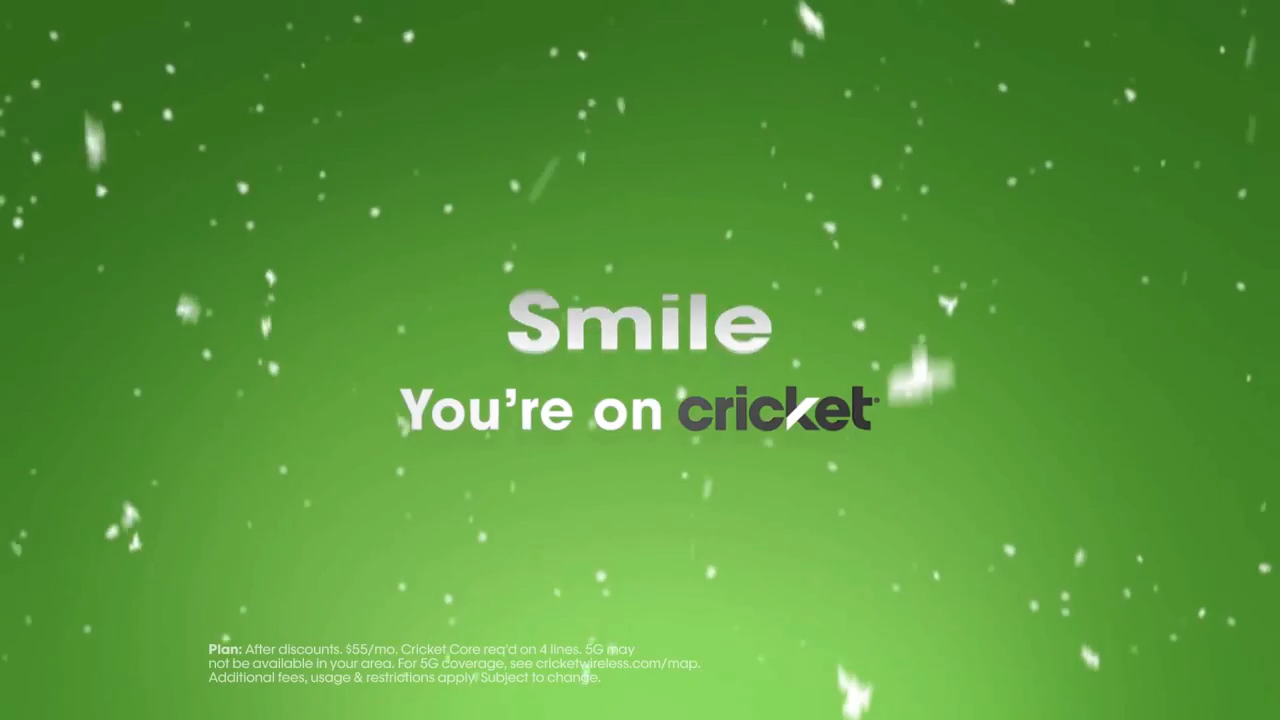 Smile
You're on cricket
Plan: After discounts. $55/mo. Cricket Core req'd on 4 lines. 5G may
not be available in your area. For 5G coverage, see cricketwireless.com/map.
Additional fees, usage & restrictions apply. Subject to change.